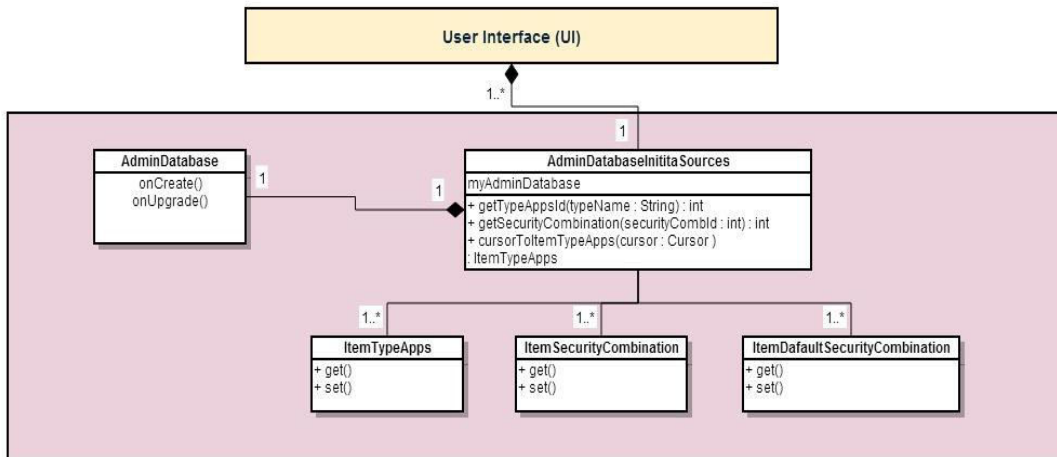 User Interface (UI)
1..*
1
AdminDatabase
onCreate()
onUpgrade()
1
1
AdminDatabaseInititaSources
myAdminDatabase
+ getTypeAppsId(typeName : String) : int
+ getSecurityCombination(securityCombId : int) : int
+ cursorToItemTypeApps(cursor : Cursor )
: ItemTypeApps
1..*
1..*
1..*
ItemTypeApps
+ get()
+ set()
ItemSecurityCombination
+ get()
+ set()
ItemDafaultSecurityCombination
+ get()
+ set()